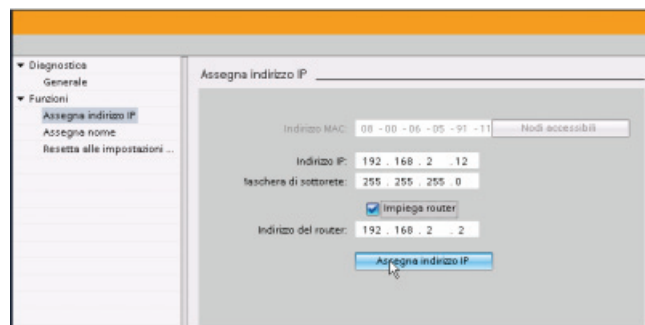 Diagnostica
Generale
Funzioni
Assegna indirizzo IP
Assegna nome
Resetta alle impostazioni ...
Assegna indirizzo IP
Indirizzo MAC: 08 -00 -06 -05 -91 -11 Nodi accessibili
Indirizzo IP: 192 . 168 . 2 . 12
Maschera di sottorete: 255 . 255 . 255 . 0
Impiega router
Indirizzo del router: 192 . 168 . 2 . 2
Assegna indirizzo IP